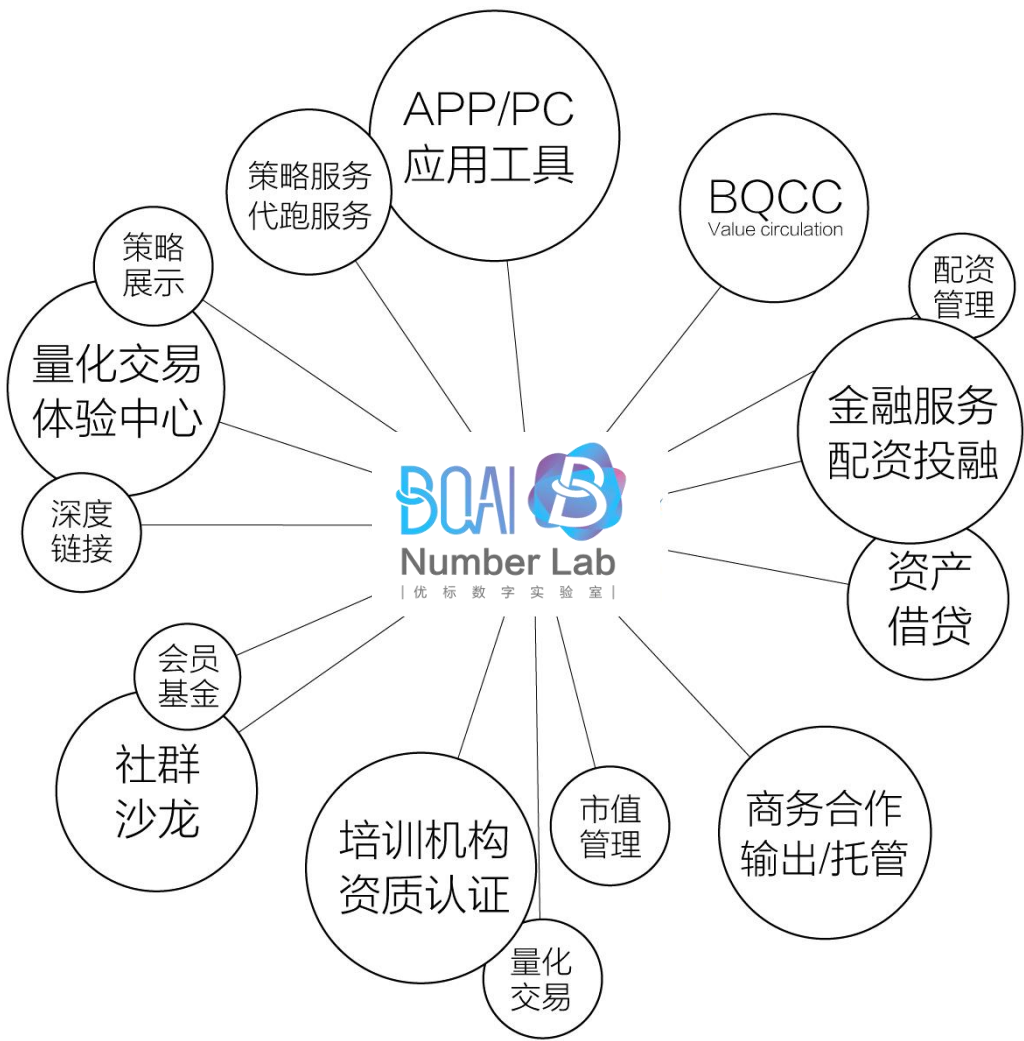 APP/PC
应用工具
策略服务
代跑服务
BQCC
Value circulation
策略
展示
配资
管理
量化交易
体验中心
金融服务
配资投融
深度
链接
BQAI B
Number Lab
|优标数字实验室|
资产
借贷
会员
基金
社群
沙龙
培训机构
资质认证
市值
管理
商务合作
输出/托管
量化
交易